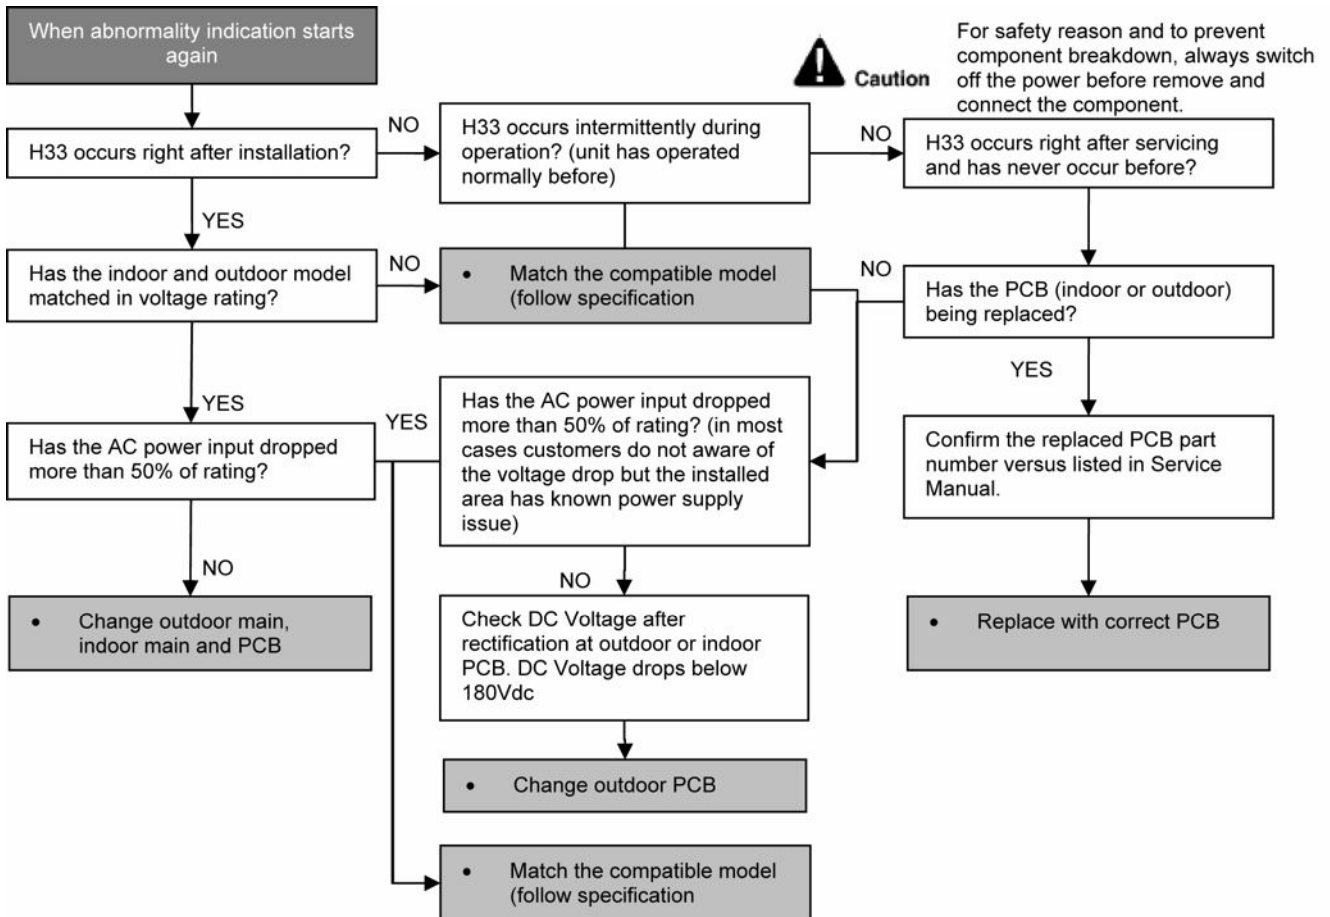 When abnormality indication starts
again
Caution
For safety reason and to prevent
component breakdown, always switch
off the power before remove and
connect the component.
H33 occurs right after installation?
NO
H33 occurs intermittently during
operation? (unit has operated
normally before)
NO
H33 occurs right after servicing
and has never occur before?
YES
Has the indoor and outdoor model
matched in voltage rating?
NO
• Match the compatible model
(follow specification
NO
Has the PCB (indoor or outdoor)
being replaced?
YES
YES
Has the AC power input dropped
more than 50% of rating?
YES
Has the AC power input dropped
more than 50% of rating? (in most
cases customers do not aware of
the voltage drop but the installed
area has known power supply
issue)
Confirm the replaced PCB part
number versus listed in Service
Manual.
NO
• Change outdoor main,
indoor main and PCB
NO
Check DC Voltage after
rectification at outdoor or indoor
PCB. DC Voltage drops below
180Vdc
• Replace with correct PCB
• Change outdoor PCB
• Match the compatible model
(follow specification